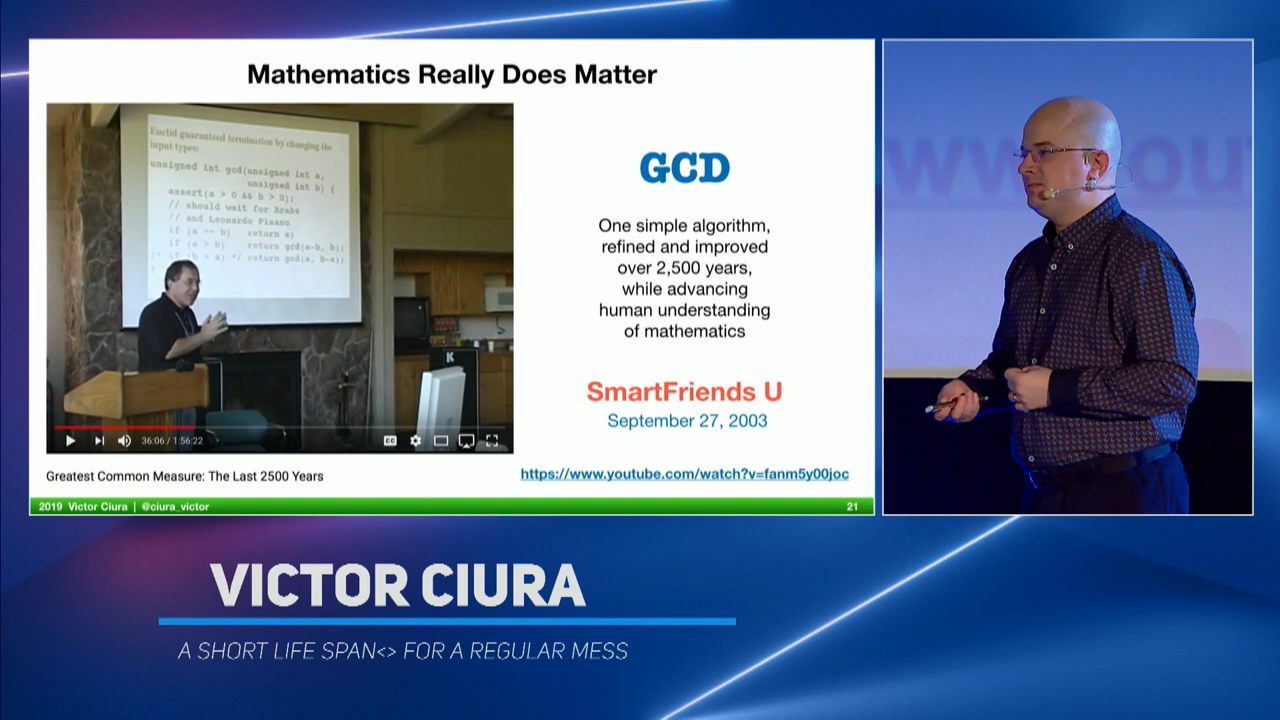 Mathematics Really Does Matter
Euclid guaranteed termination by changing the
input types:
unsigned int gcd(unsigned int a,
unsigned int b) {
assert(a > 0 && b > 0);
// should wait for Arabs
// and Leonardo Pisano
if (a == b) return a;
if (a > b) return gcd(a-b, b);
/* if (b > a) */ return gcd(a, b-a);
}
K
36:06 / 1:56:22
CC
Greatest Common Measure: The Last 2500 Years
GCD
One simple algorithm,
refined and improved
over 2,500 years,
while advancing
human understanding
of mathematics
SmartFriends U
September 27, 2003
https://www.youtube.com/watch?v=fanm5y00joc
2019 Victor Ciura | @ciura_victor
21
ww.you
VICTOR CIURA
A SHORT LIFE SPAN<> FOR A REGULAR MESS